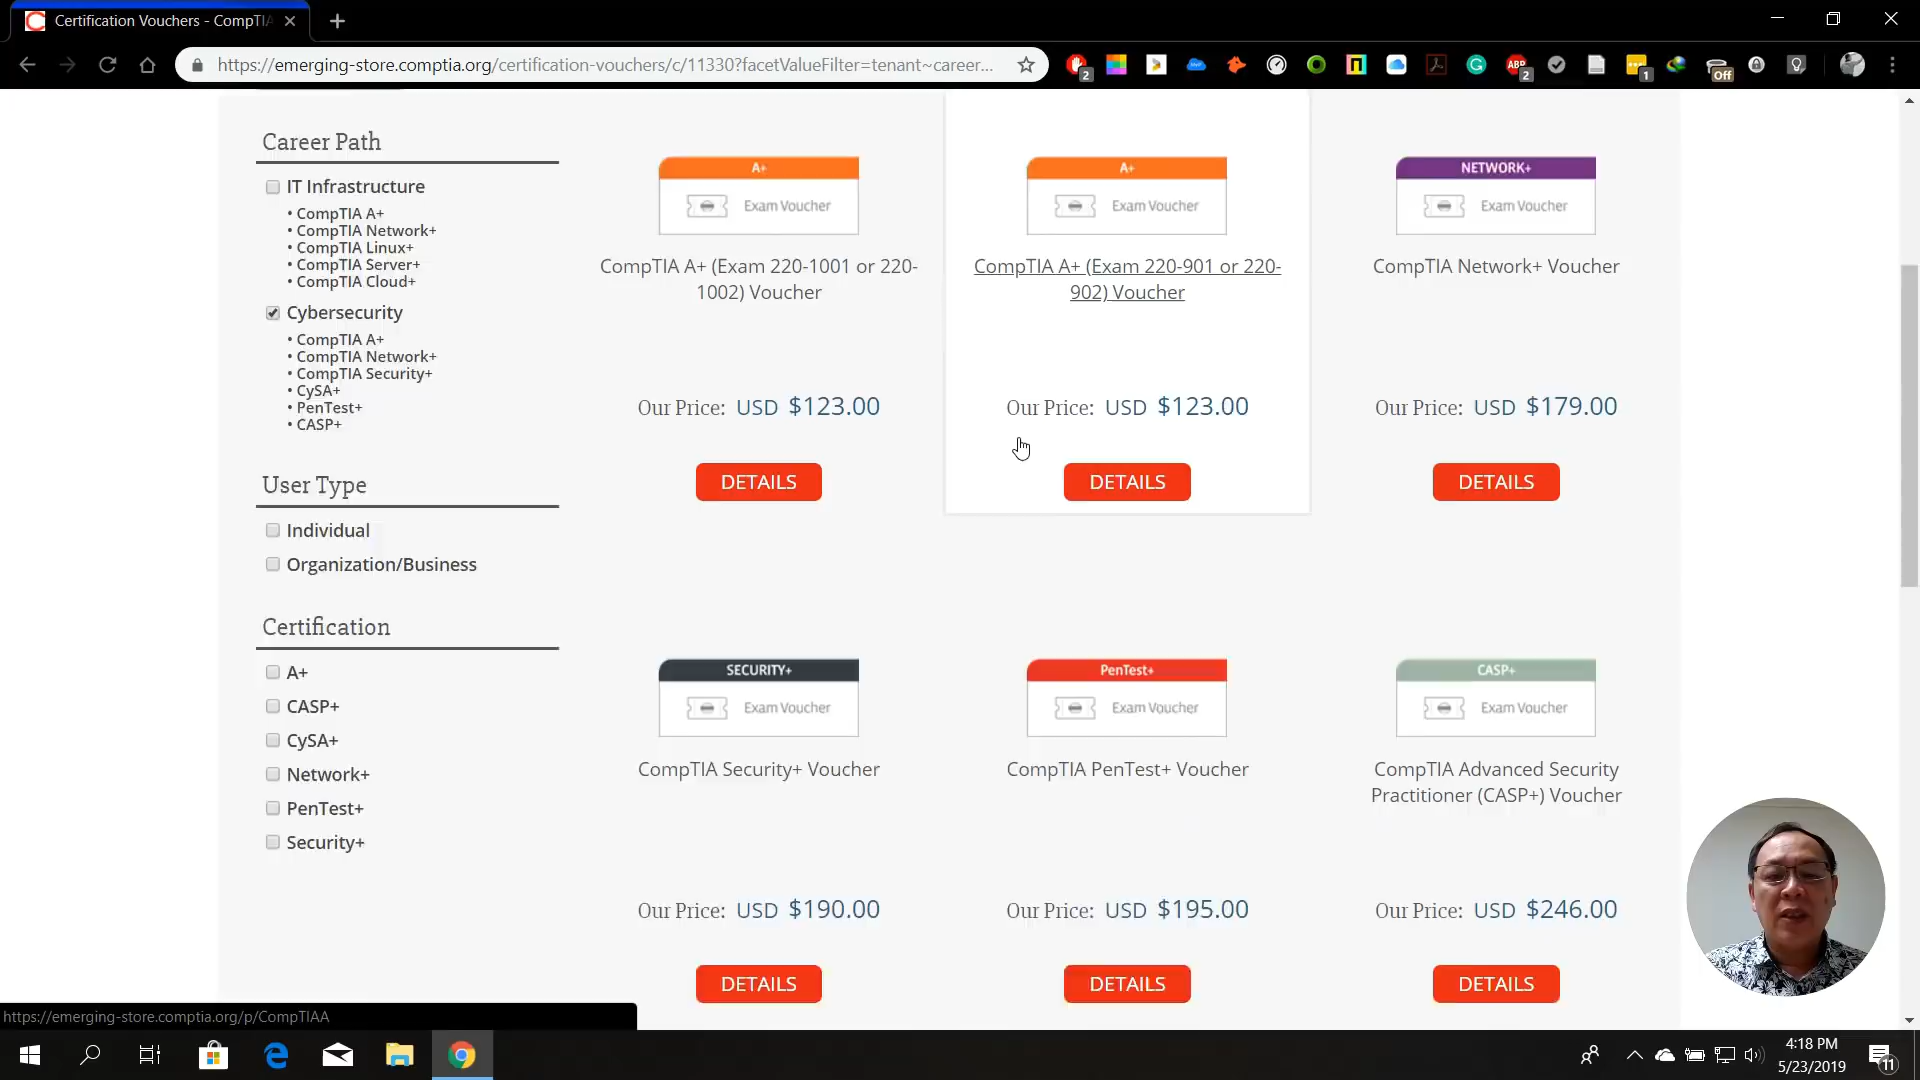 Certification Vouchers - CompTIA
https://emerging-store.comptia.org/certification-vouchers/c/11330?facetValueFilter=tenant~career...
2
ABP
2
1
Off
Career Path
IT Infrastructure
• CompTIA A+
• CompTIA Network+
• CompTIA Linux+
• CompTIA Server+
• CompTIA Cloud+
Cybersecurity
• CompTIA A+
• CompTIA Network+
• CompTIA Security+
• CySA+
• PenTest+
• CASP+
User Type
Individual
Organization/Business
Certification
A+
CASP+
CySA+
Network+
PenTest+
Security+
A+
Exam Voucher
CompTIA A+ (Exam 220-1001 or 220-
1002) Voucher
Our Price: USD $123.00
DETAILS
A+
Exam Voucher
CompTIA A+ (Exam 220-901 or 220-
902) Voucher
Our Price: USD $123.00
DETAILS
NETWORK+
Exam Voucher
CompTIA Network+ Voucher
Our Price: USD $179.00
DETAILS
SECURITY+
Exam Voucher
CompTIA Security+ Voucher
Our Price: USD $190.00
DETAILS
PenTest+
Exam Voucher
CompTIA PenTest+ Voucher
Our Price: USD $195.00
DETAILS
CASP+
Exam Voucher
CompTIA Advanced Security
Practitioner (CASP+) Voucher
Our Price: USD $246.00
DETAILS
https://emerging-store.comptia.org/p/CompTIAA
4:18 PM
5/23/2019
11